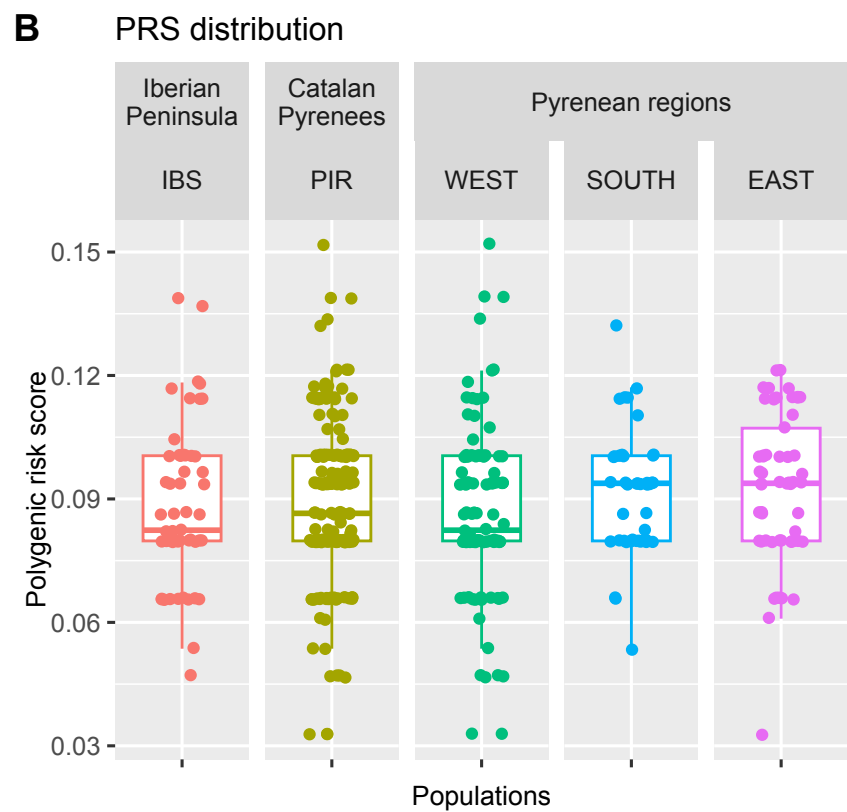 B PRS distribution
Iberian
Peninsula
Catalan
Pyrenees
Pyrenean regions
IBS
PIR
WEST
SOUTH
EAST
Polygenic risk score
0.15
0.12
0.09
0.06
0.03
Populations